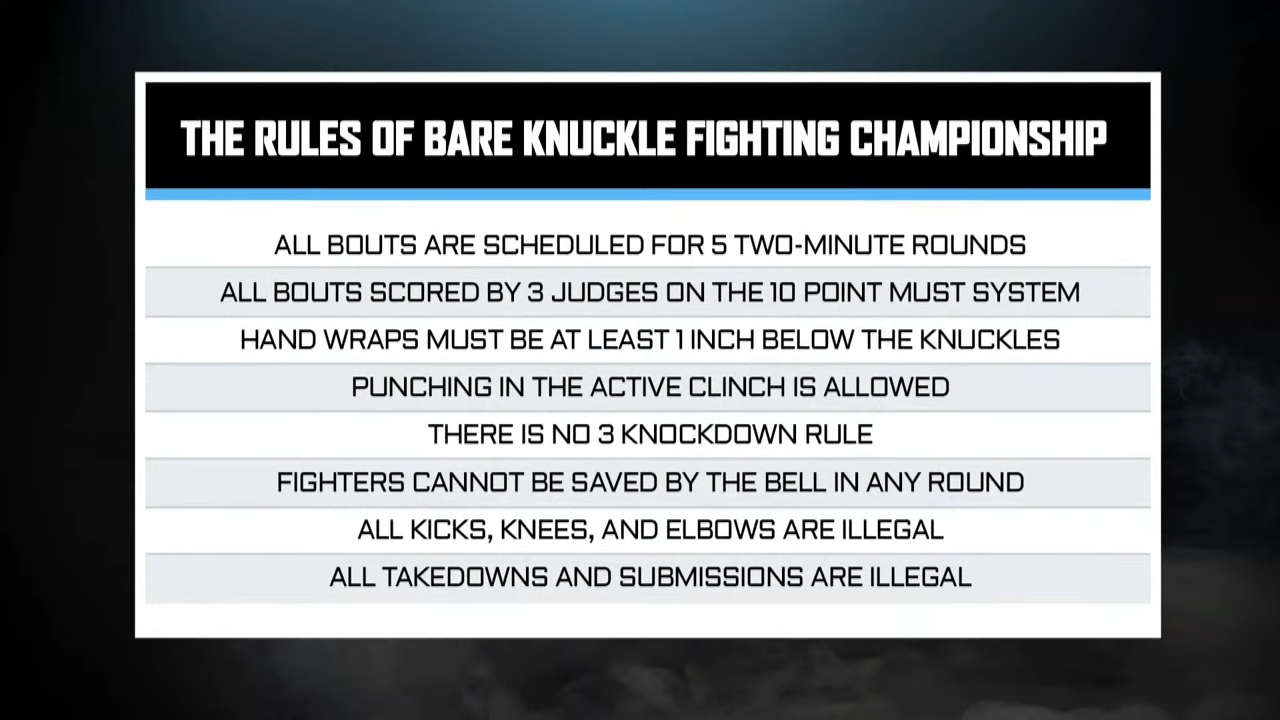 THE RULES OF BARE KNUCKLE FIGHTING CHAMPIONSHIP
ALL BOUTS ARE SCHEDULED FOR 5 TWO-MINUTE ROUNDS
ALL BOUTS SCORED BY 3 JUDGES ON THE 10 POINT MUST SYSTEM
HAND WRAPS MUST BE AT LEAST 1 INCH BELOW THE KNUCKLES
PUNCHING IN THE ACTIVE CLINCH IS ALLOWED
THERE IS NO 3 KNOCKDOWN RULE
FIGHTERS CANNOT BE SAVED BY THE BELL IN ANY ROUND
ALL KICKS, KNEES, AND ELBOWS ARE ILLEGAL
ALL TAKEDOWNS AND SUBMISSIONS ARE ILLEGAL